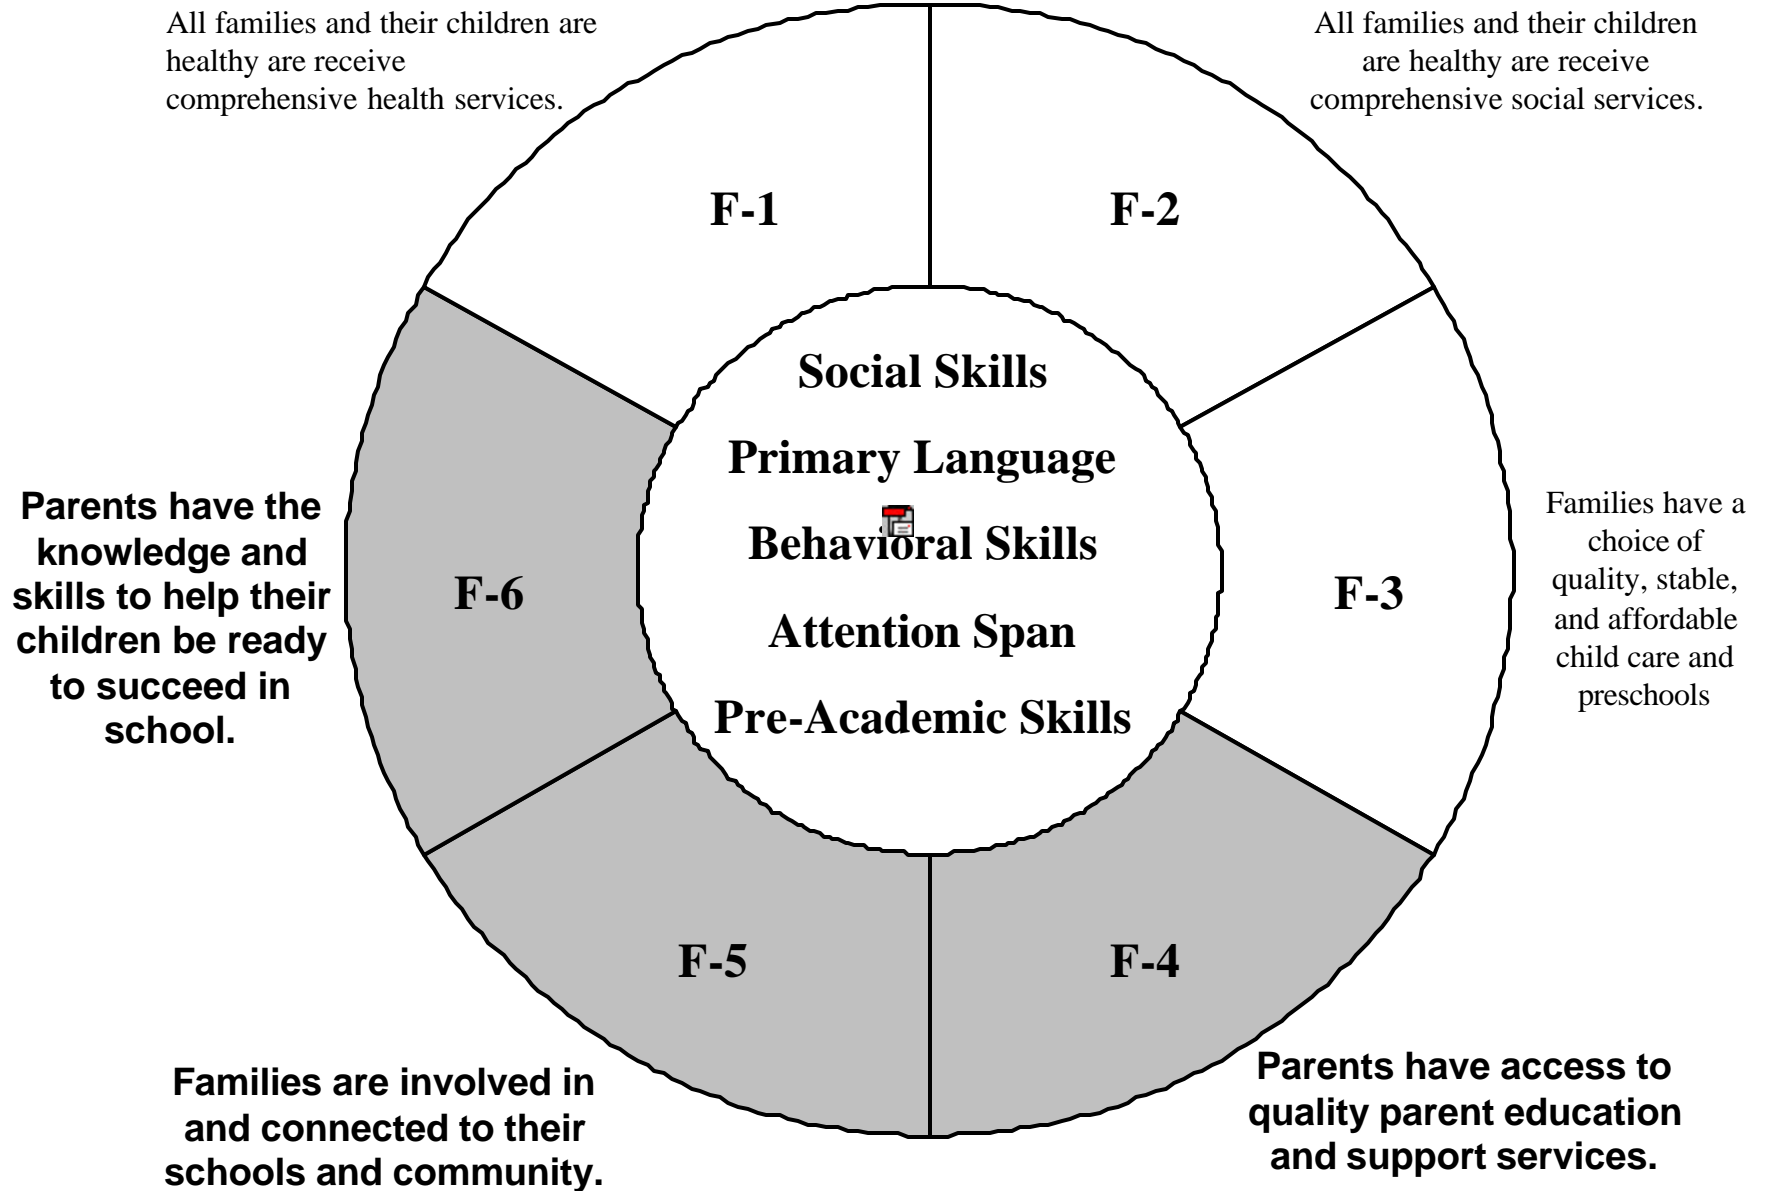 All families and their children are
healthy are receive
comprehensive health services.
All families and their children
are healthy are receive
comprehensive social services.
F-1
F-2
Social Skills
Primary Language
Behavioral Skills
Attention Span
Pre-Academic Skills
Parents have the
knowledge and
skills to help their
children be ready
to succeed in
school.
F-6
F-3
Families have a
choice of
quality, stable,
and affordable
child care and
preschools
F-5
F-4
Families are involved in
and connected to their
schools and community.
Parents have access to
quality parent education
and support services.